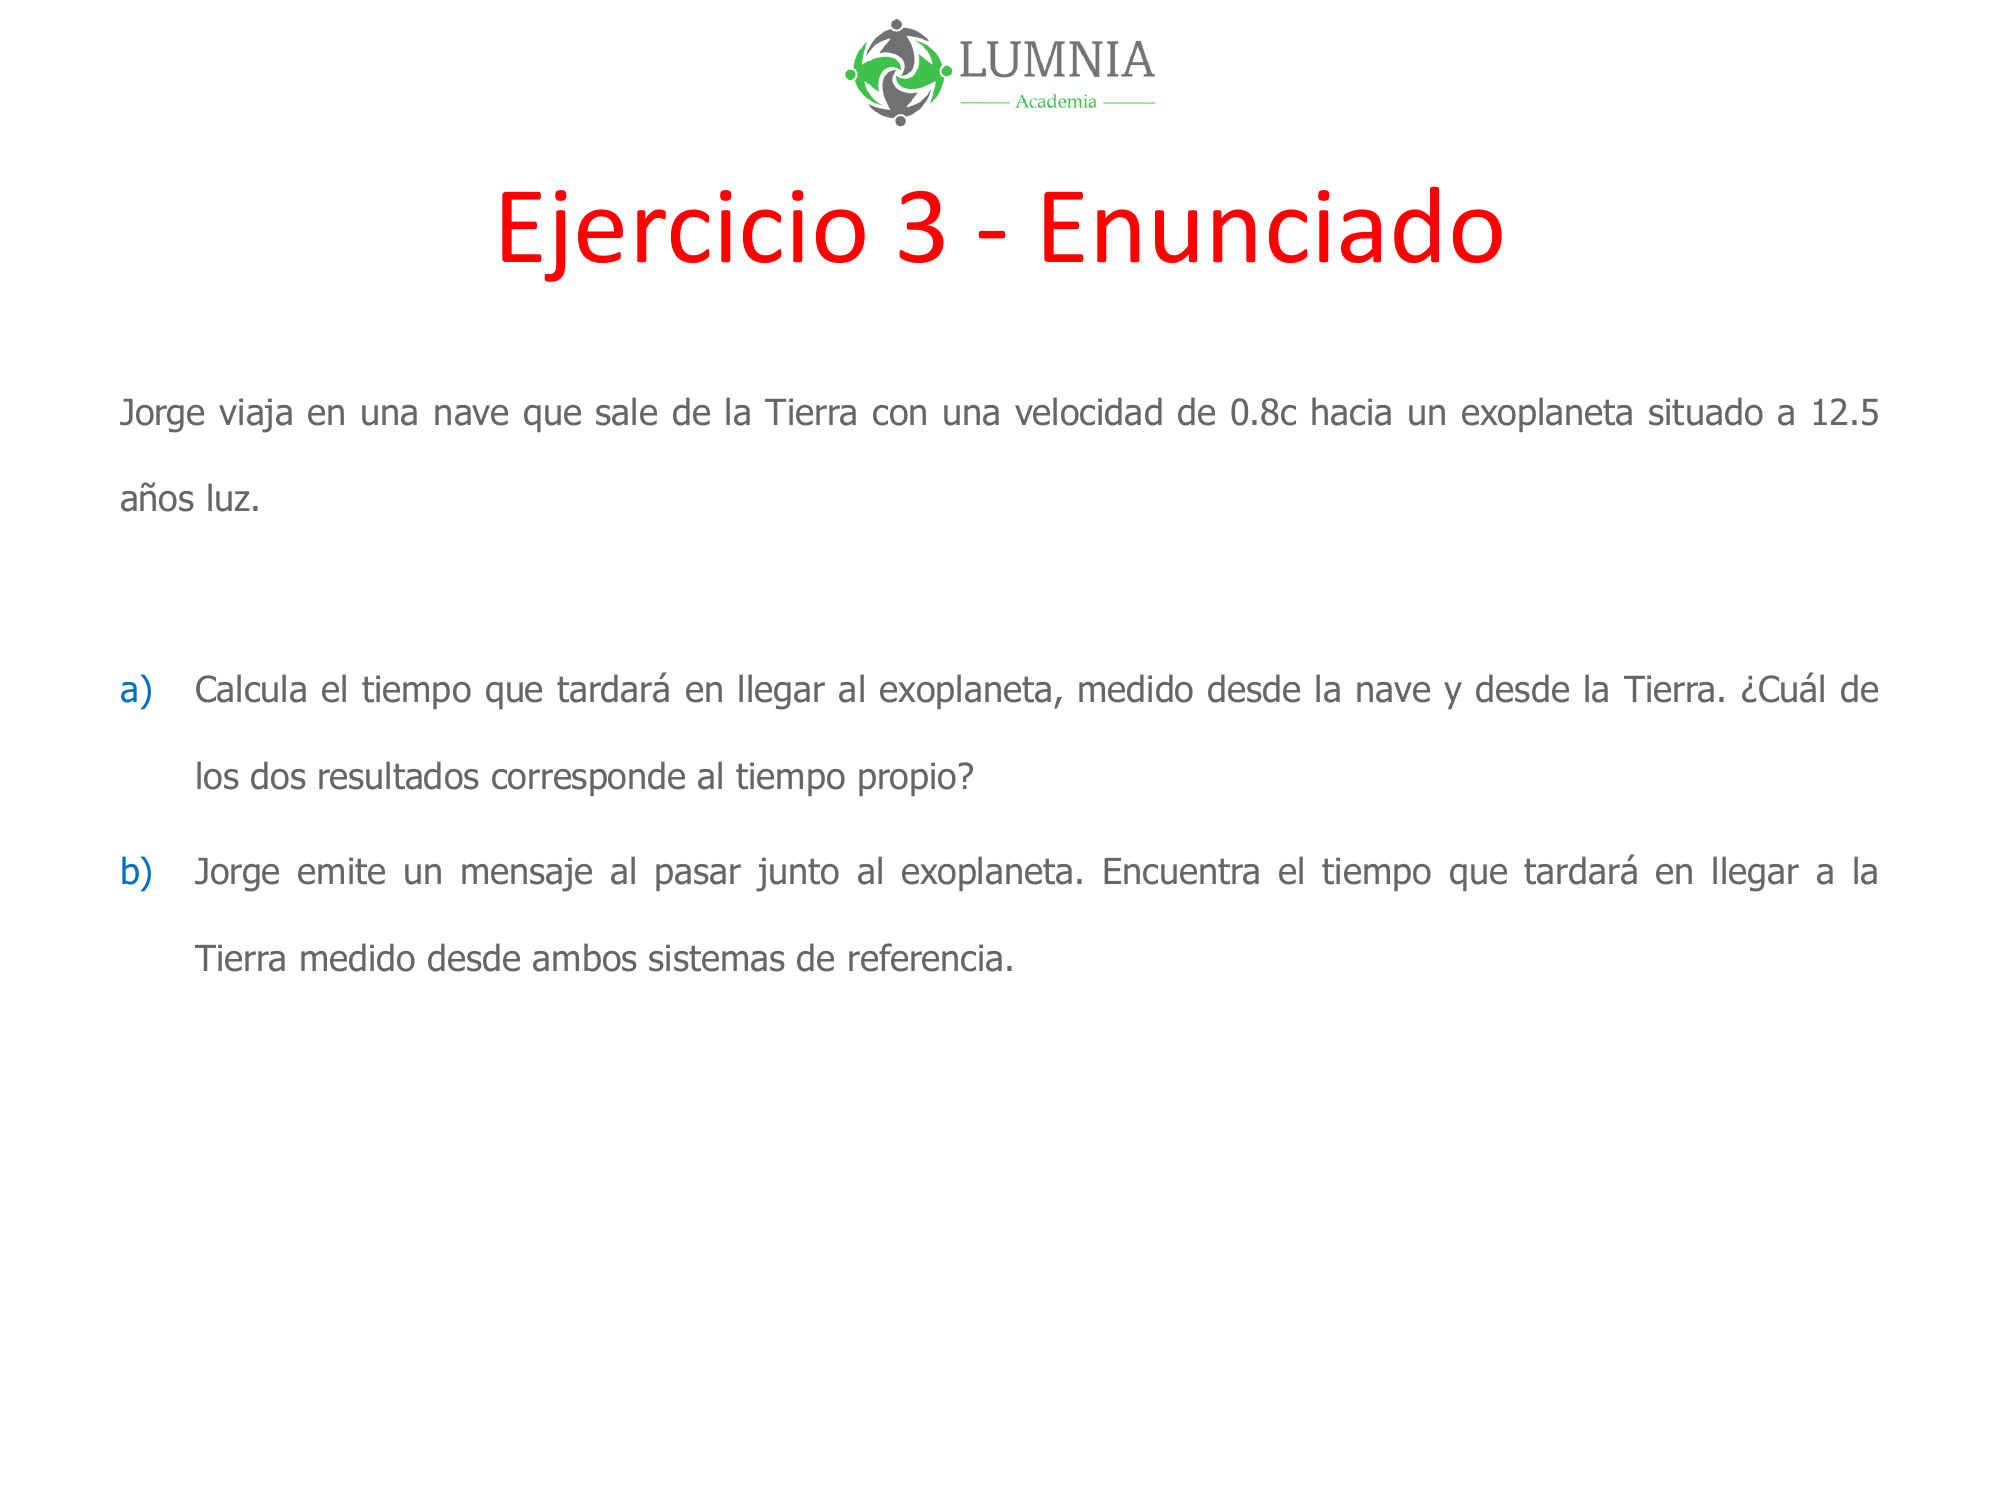 LUMNIA
Academia
Ejercicio 3 - Enunciado
Jorge viaja en una nave que sale de la Tierra con una velocidad de 0.8c hacia un exoplaneta situado a 12.5
años luz.
a) Calcula el tiempo que tardará en llegar al exoplaneta, medido desde la nave y desde la Tierra. ¿Cuál de
los dos resultados corresponde al tiempo propio?
b) Jorge emite un mensaje al pasar junto al exoplaneta. Encuentra el tiempo que tardará en llegar a la
Tierra medido desde ambos sistemas de referencia.